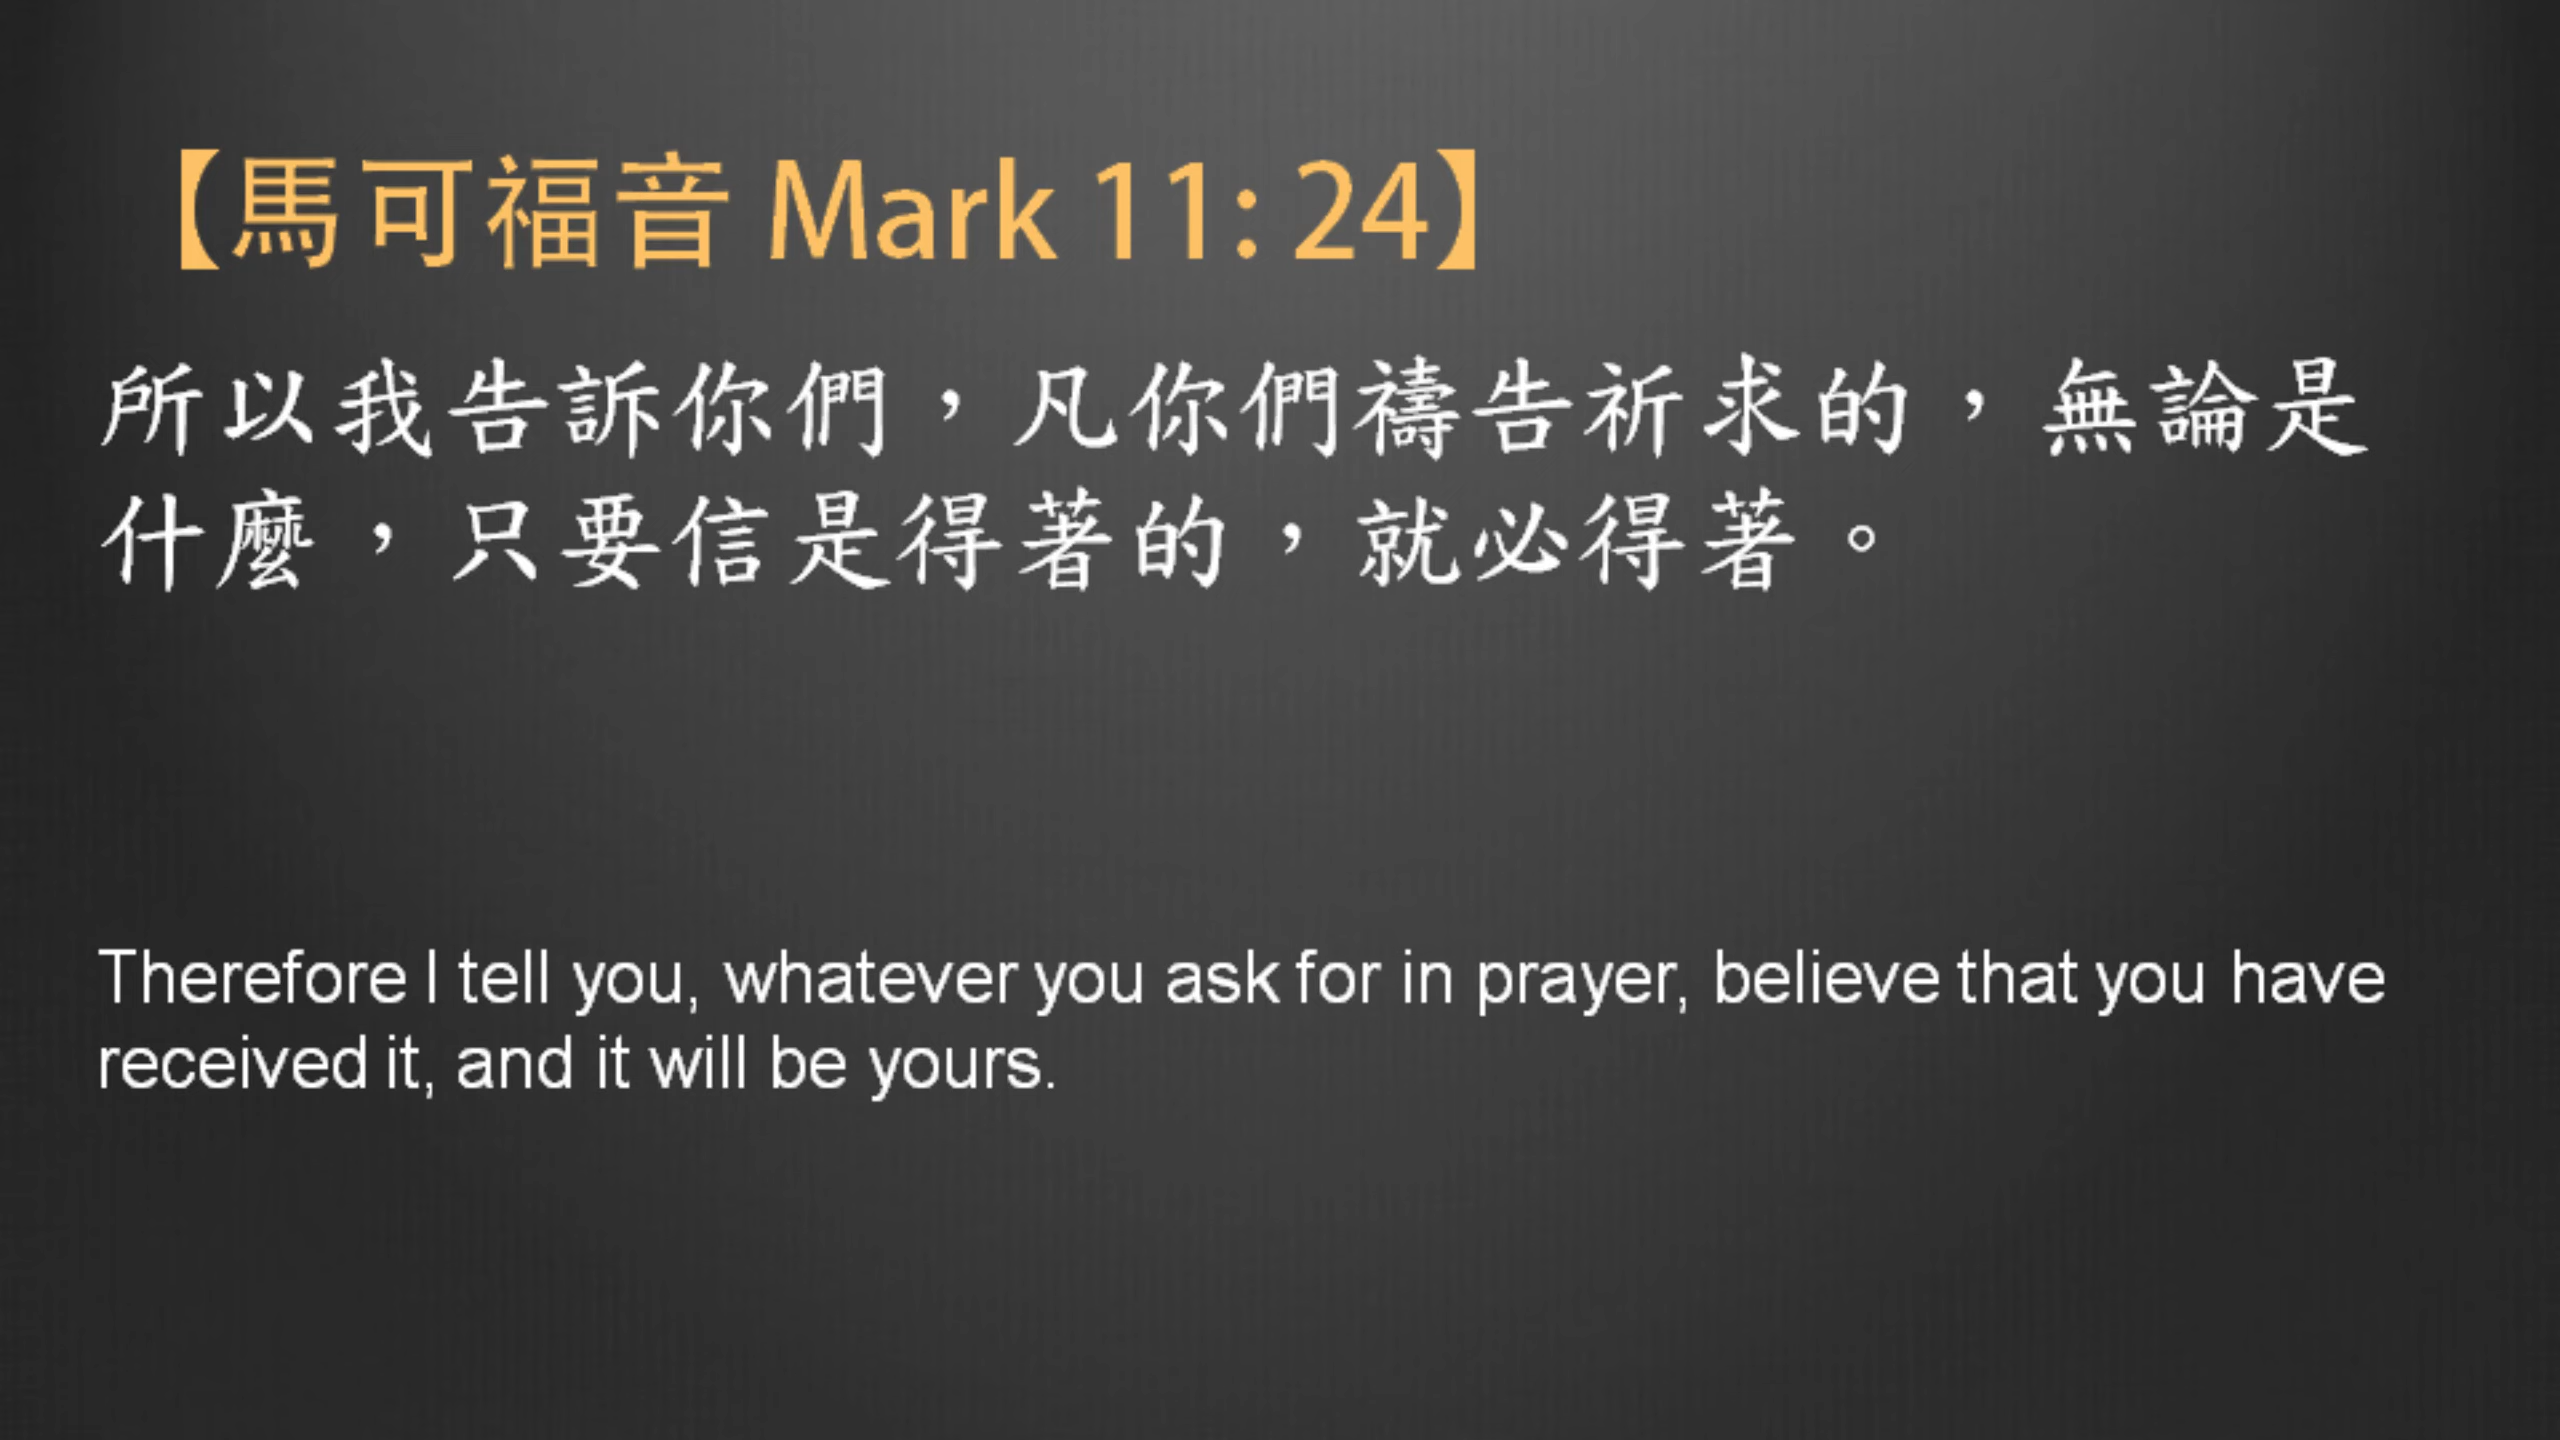 【馬可福音 Mark 11: 24】
所以我告訴你們，凡你們禱告祈求的，無論是
什麼，只要信是得著的，就必得著。
Therefore I tell you, whatever you ask for in prayer, believe that you have
received it, and it will be yours.